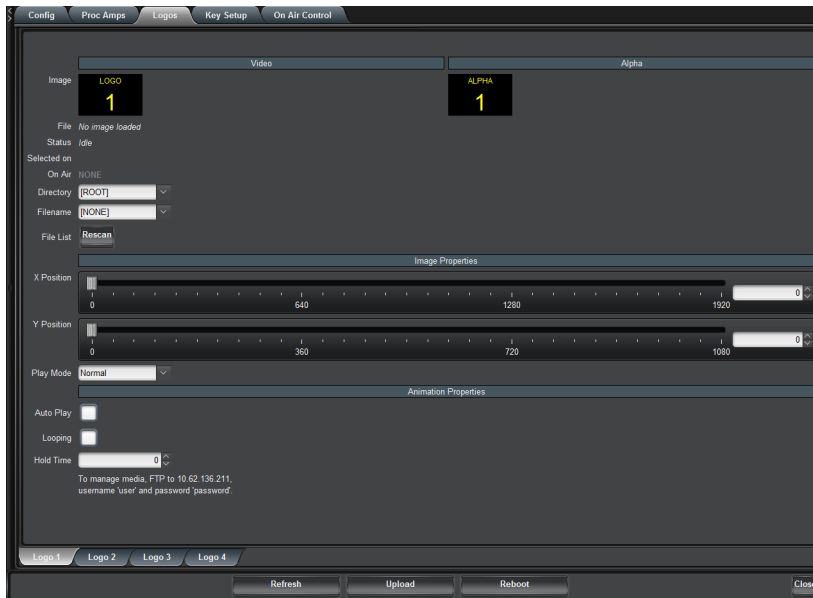 Config Proc Amps Logos Key Setup On Air Control
Video Alpha
Image LOGO ALPHA
1 1
File No image loaded
Status Idle
Selected on
On Air NONE
Directory [ROOT]
Filename [NONE]
File List Rescan
Image Properties
X Position
0 640 1280 1920 0
Y Position
0 360 720 1080 0
Play Mode Normal
Animation Properties
Auto Play
Looping
Hold Time 0
To manage media, FTP to 10.62.136.211,
username 'user' and password 'password'.
Logo 1 Logo 2 Logo 3 Logo 4
Refresh Upload Reboot Close